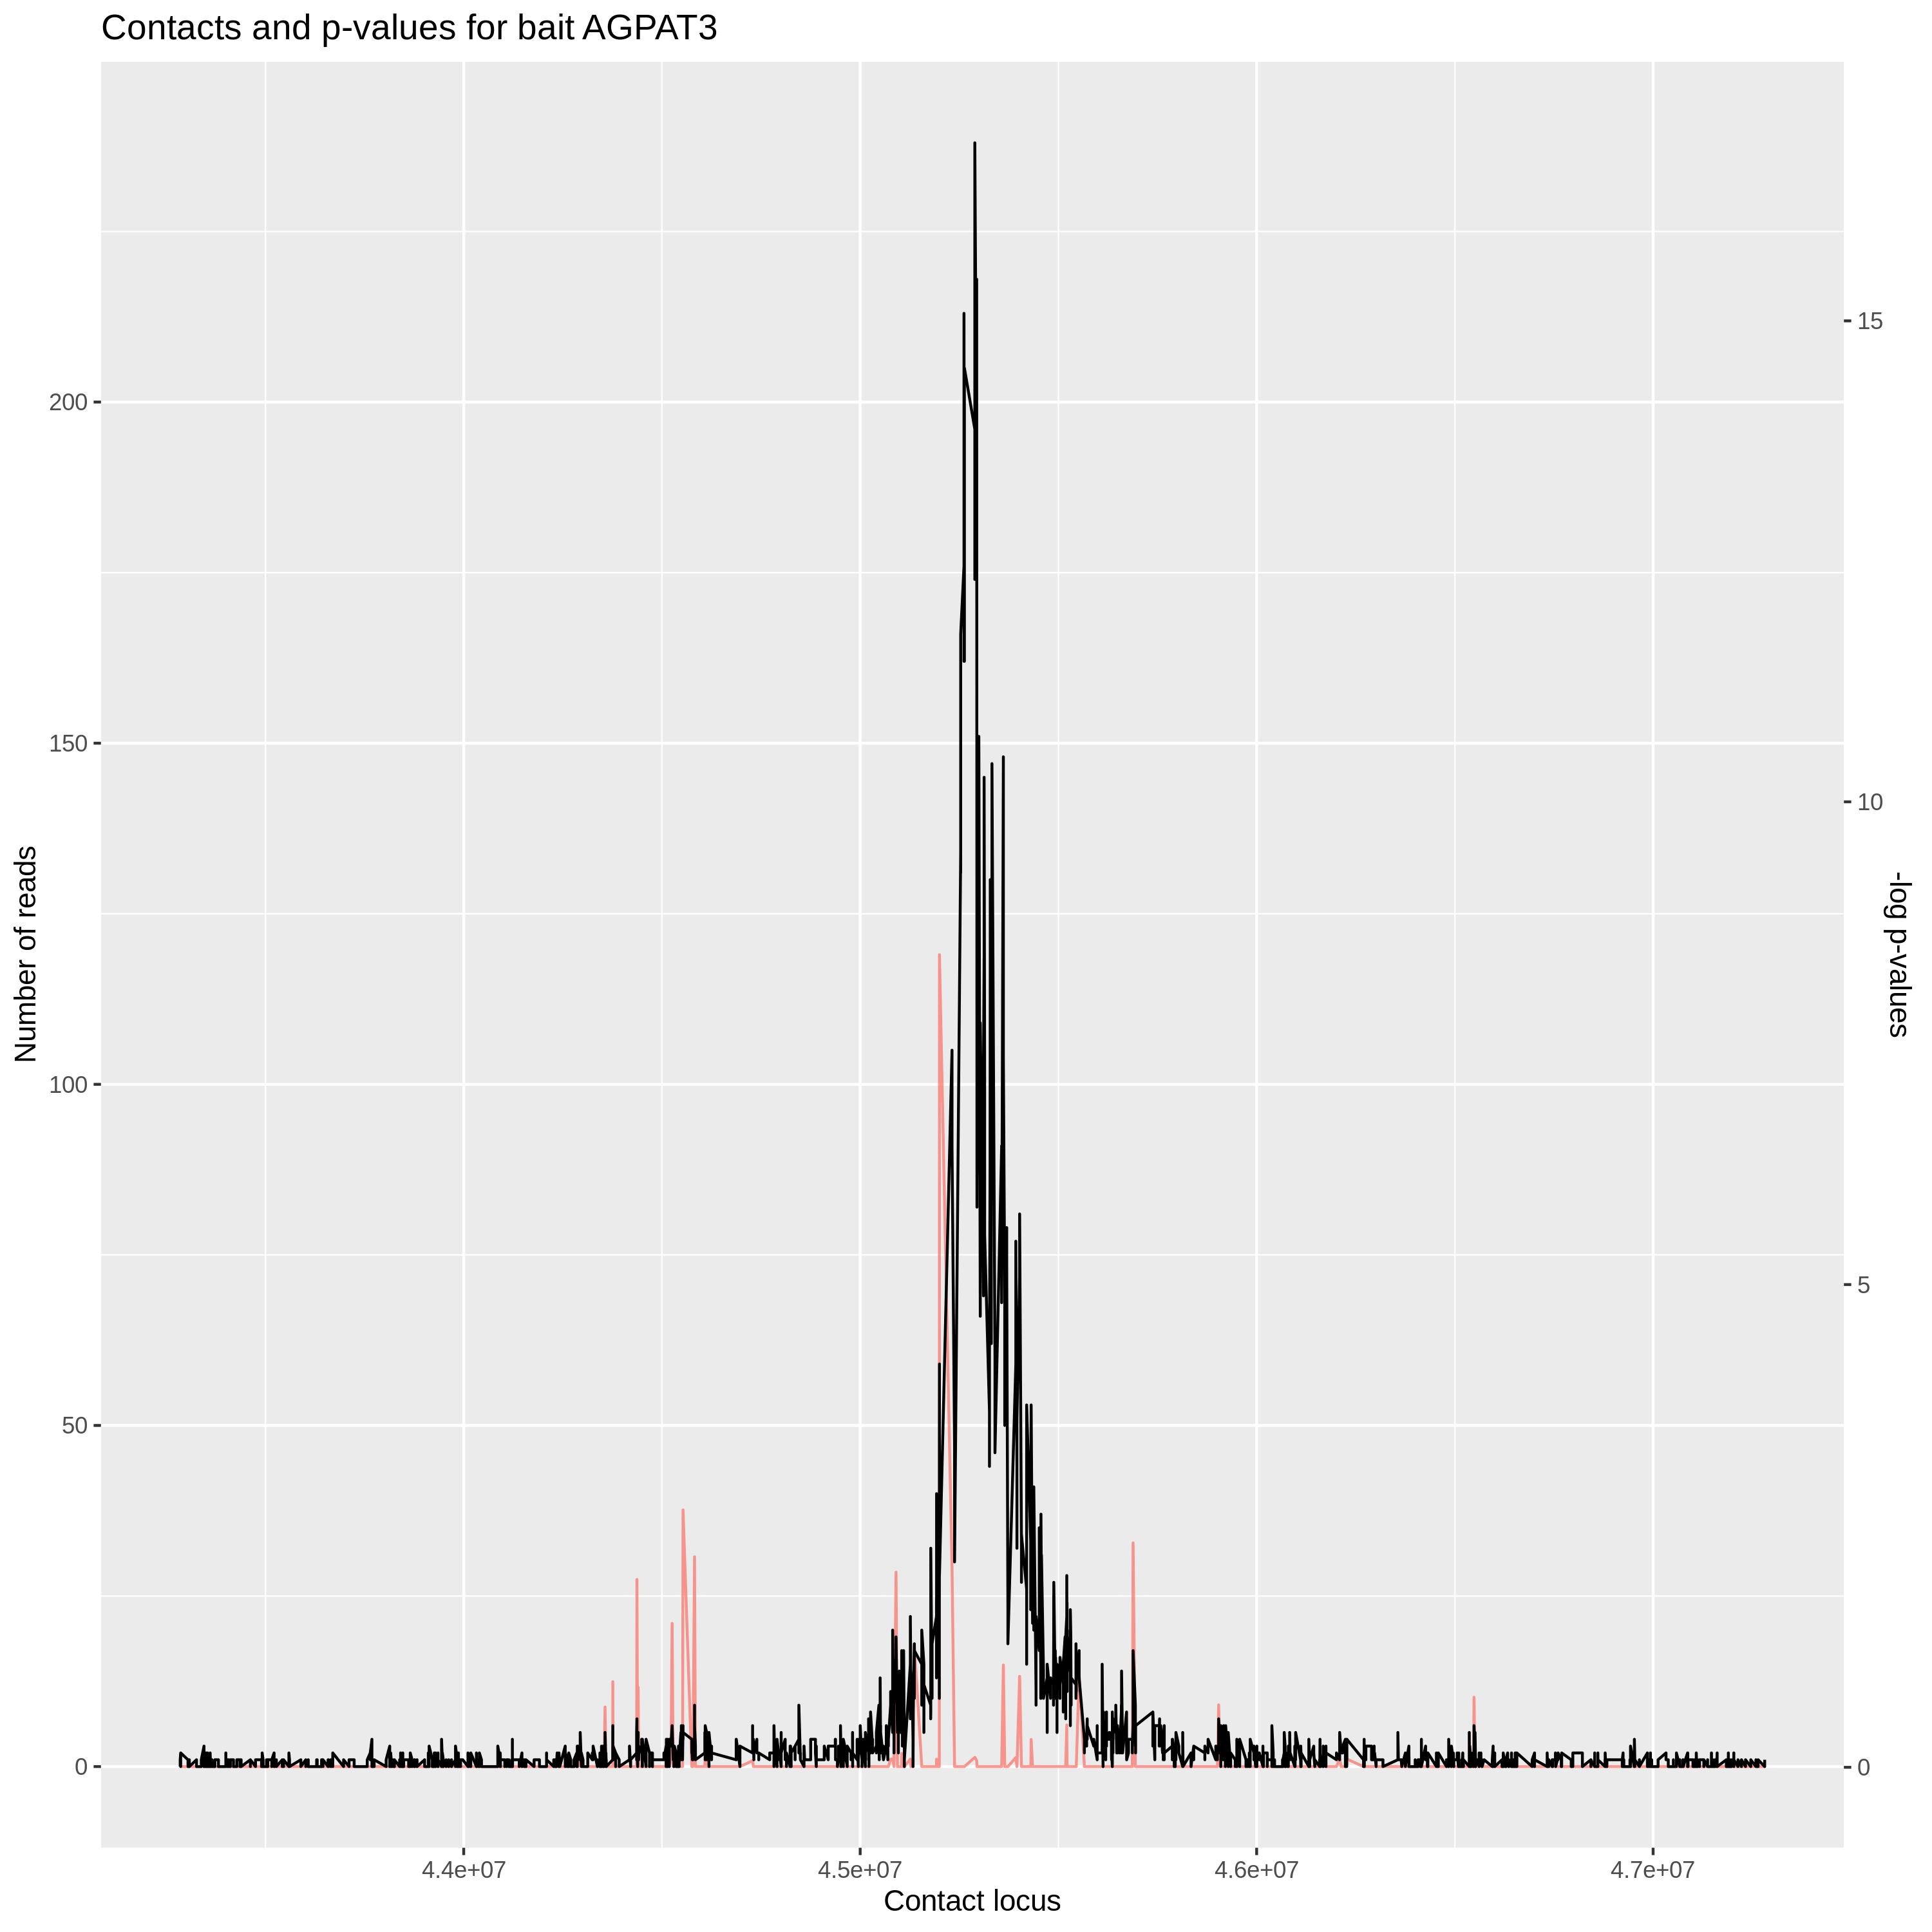 Contacts and p-values for bait AGPAT3
Number of reads
200
150
100
50
0
15
10
5
0
-log p-values
4.4e+07
4.5e+07
4.6e+07
4.7e+07
Contact locus